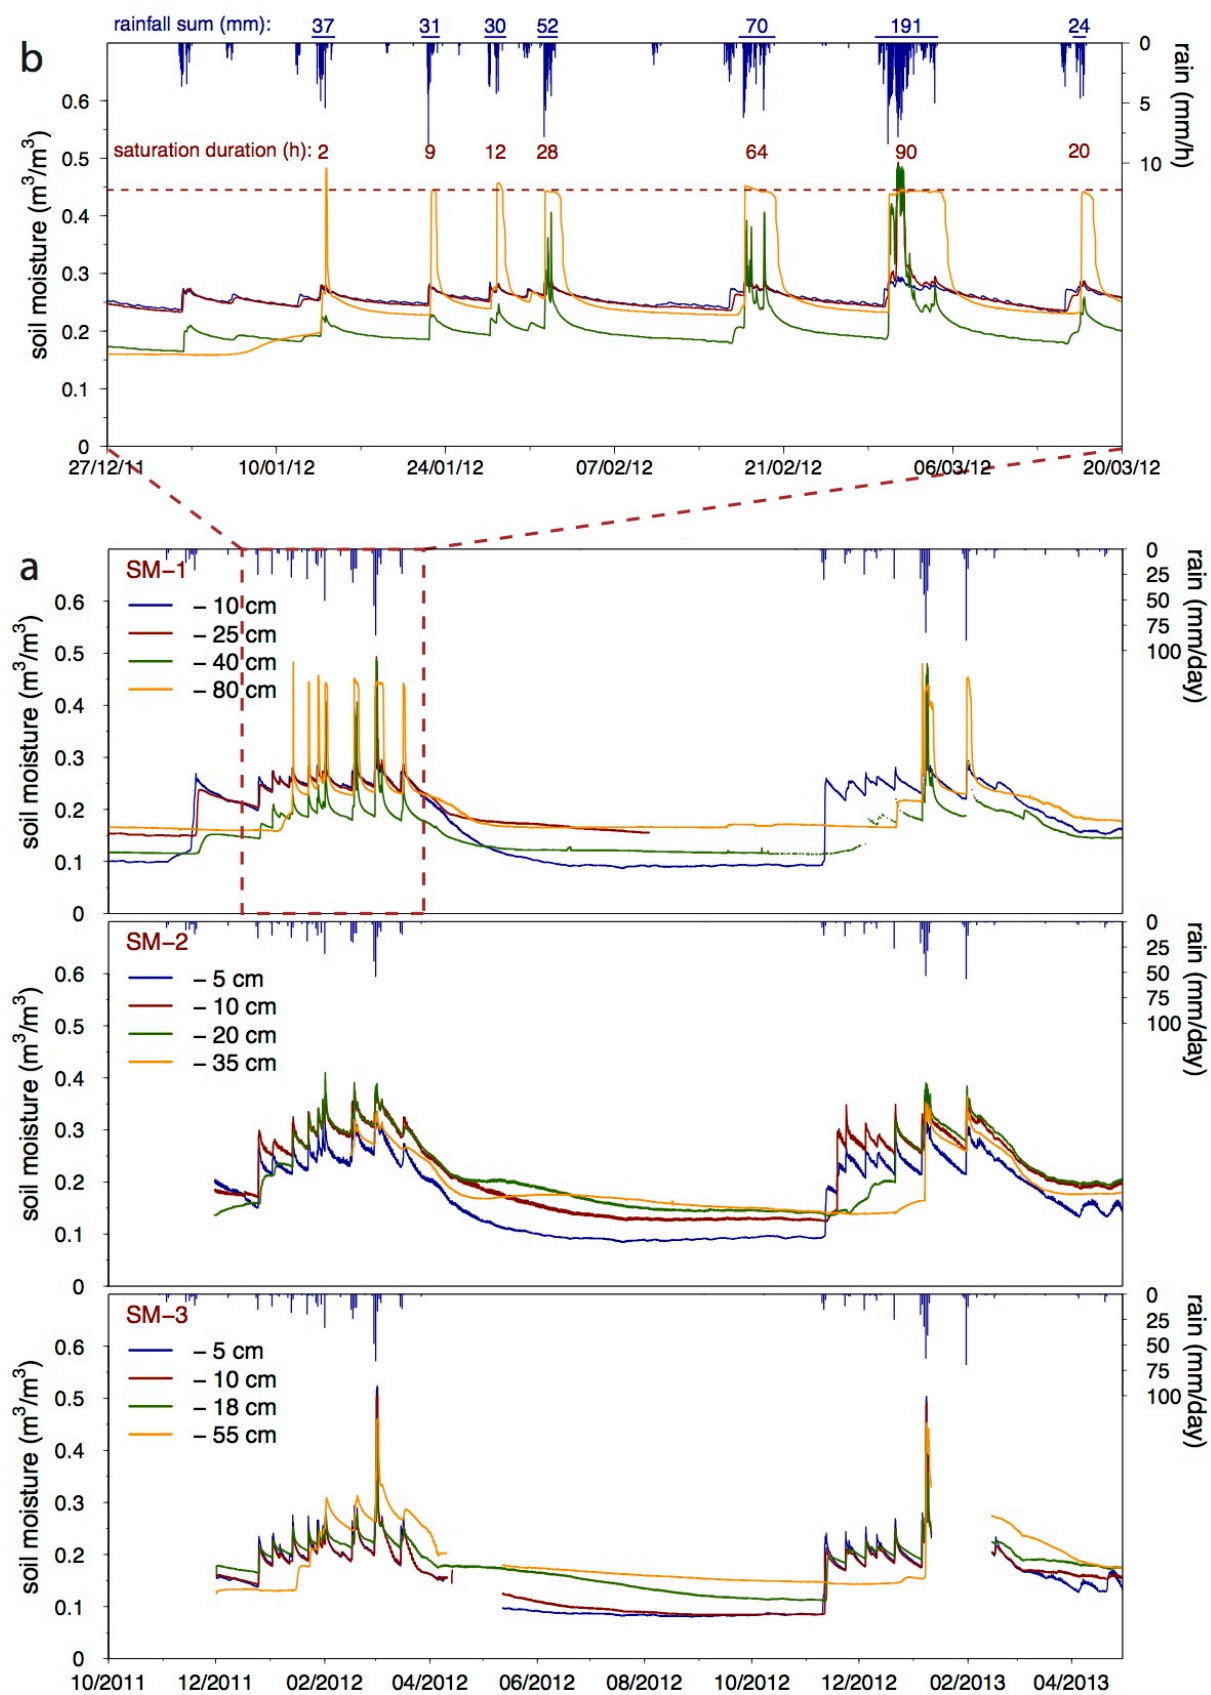 rainfall sum (mm): 37 31 30 52 70 191 24
b
0
5
10
rain (mm/h)
0.6
0.5
0.4
0.3
0.2
0.1
0
soil moisture (m³/m³)
saturation duration (h): 2 9 12 28 64 90 20
27/12/11 10/01/12 24/01/12 07/02/12 21/02/12 06/03/12 20/03/12
a
SM–1
– 10 cm
– 25 cm
– 40 cm
– 80 cm
0.6
0.5
0.4
0.3
0.2
0.1
0
soil moisture (m³/m³)
0
25
50
75
100
rain (mm/day)
SM–2
– 5 cm
– 10 cm
– 20 cm
– 35 cm
0.6
0.5
0.4
0.3
0.2
0.1
0
soil moisture (m³/m³)
0
25
50
75
100
rain (mm/day)
SM–3
– 5 cm
– 10 cm
– 18 cm
– 55 cm
0.6
0.5
0.4
0.3
0.2
0.1
0
soil moisture (m³/m³)
0
25
50
75
100
rain (mm/day)
10/2011 12/2011 02/2012 04/2012 06/2012 08/2012 10/2012 12/2012 02/2013 04/2013